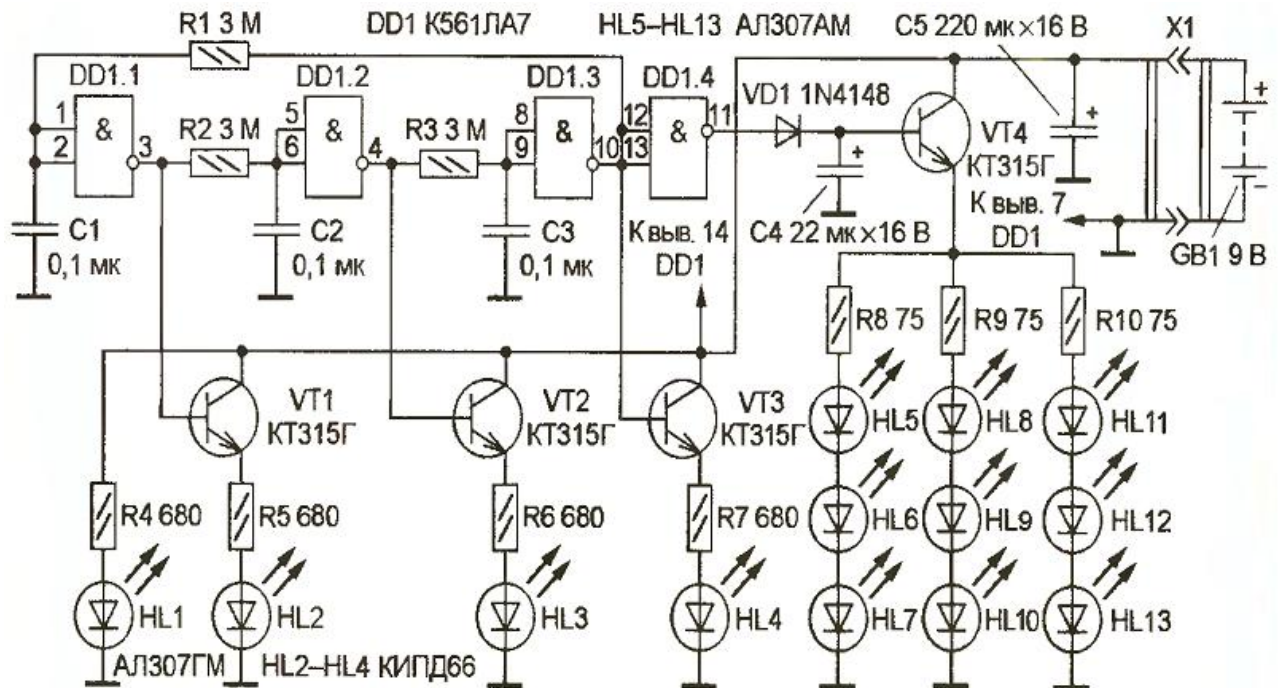 R1 3 М
DD1 К561ЛА7
HL5–HL13 АЛ307АМ
С5 220 мк×16 В
X1
DD1.1
DD1.2
DD1.3
DD1.4
VD1 1N4148
1
2
&
3
R2 3 М
5
6
&
4
R3 3 М
8
9
&
10
12
13
&
11
+
VT4
КТ315Г
+
+
–
С1
0,1 мк
С2
0,1 мк
С3
0,1 мк
К выв. 14
DD1
+
С4 22 мк×16 В
К выв. 7
DD1
GB1 9 В
R8 75
R9 75
R10 75
VT1
КТ315Г
VT2
КТ315Г
VT3
КТ315Г
HL5
HL8
HL11
R4 680
R5 680
R6 680
R7 680
HL6
HL9
HL12
HL1
HL2
HL3
HL4
HL7
HL10
HL13
АЛ307ГМ
HL2–HL4 КИПД66